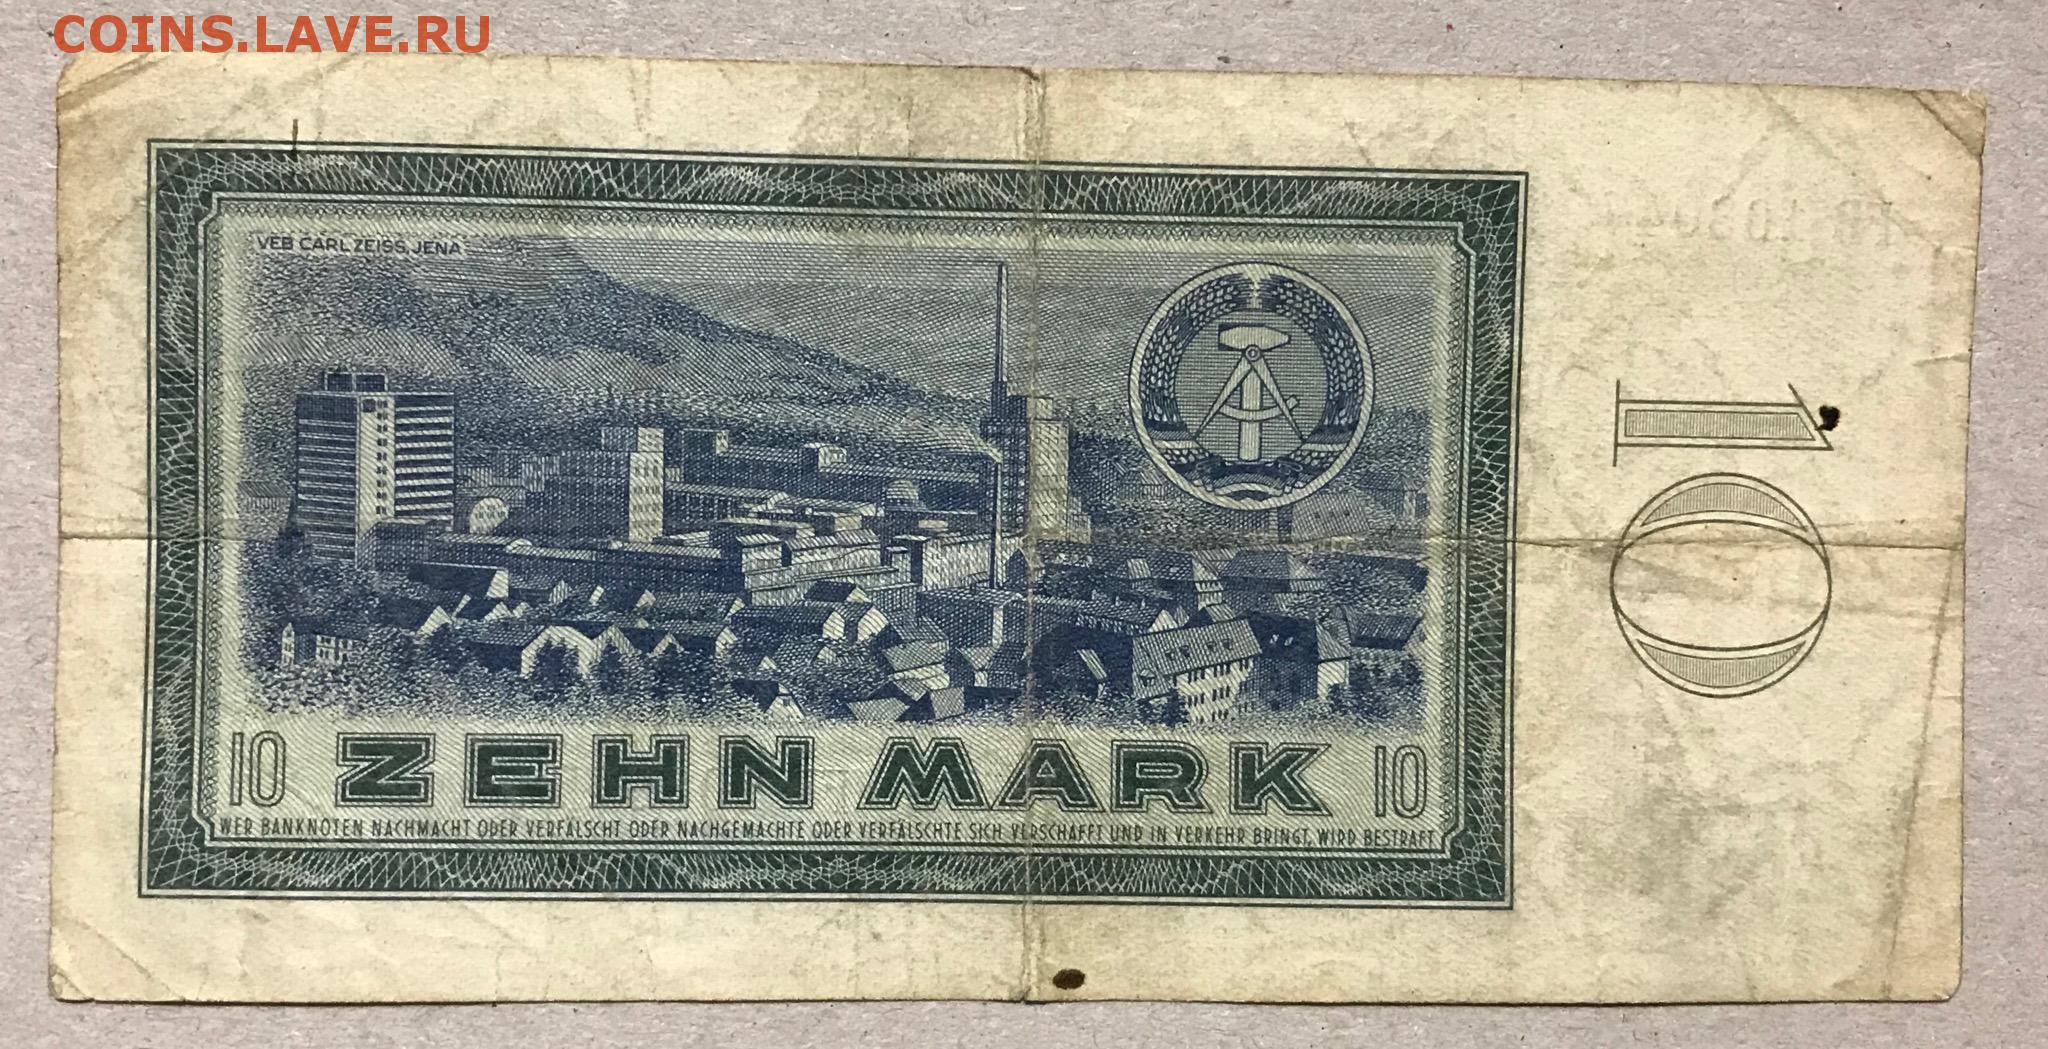 COINS.LAVE.RU
VEB CARL ZEISS, JENA
10
10 ZEHN MARK 10
WER BANKNOTEN NACHMACHT ODER VERFÄLSCHT ODER NACHGEMACHTE ODER VERFÄLSCHTE SICH VERSCHAFFT UND IN VERKEHR BRINGT, WIRD BESTRAFT